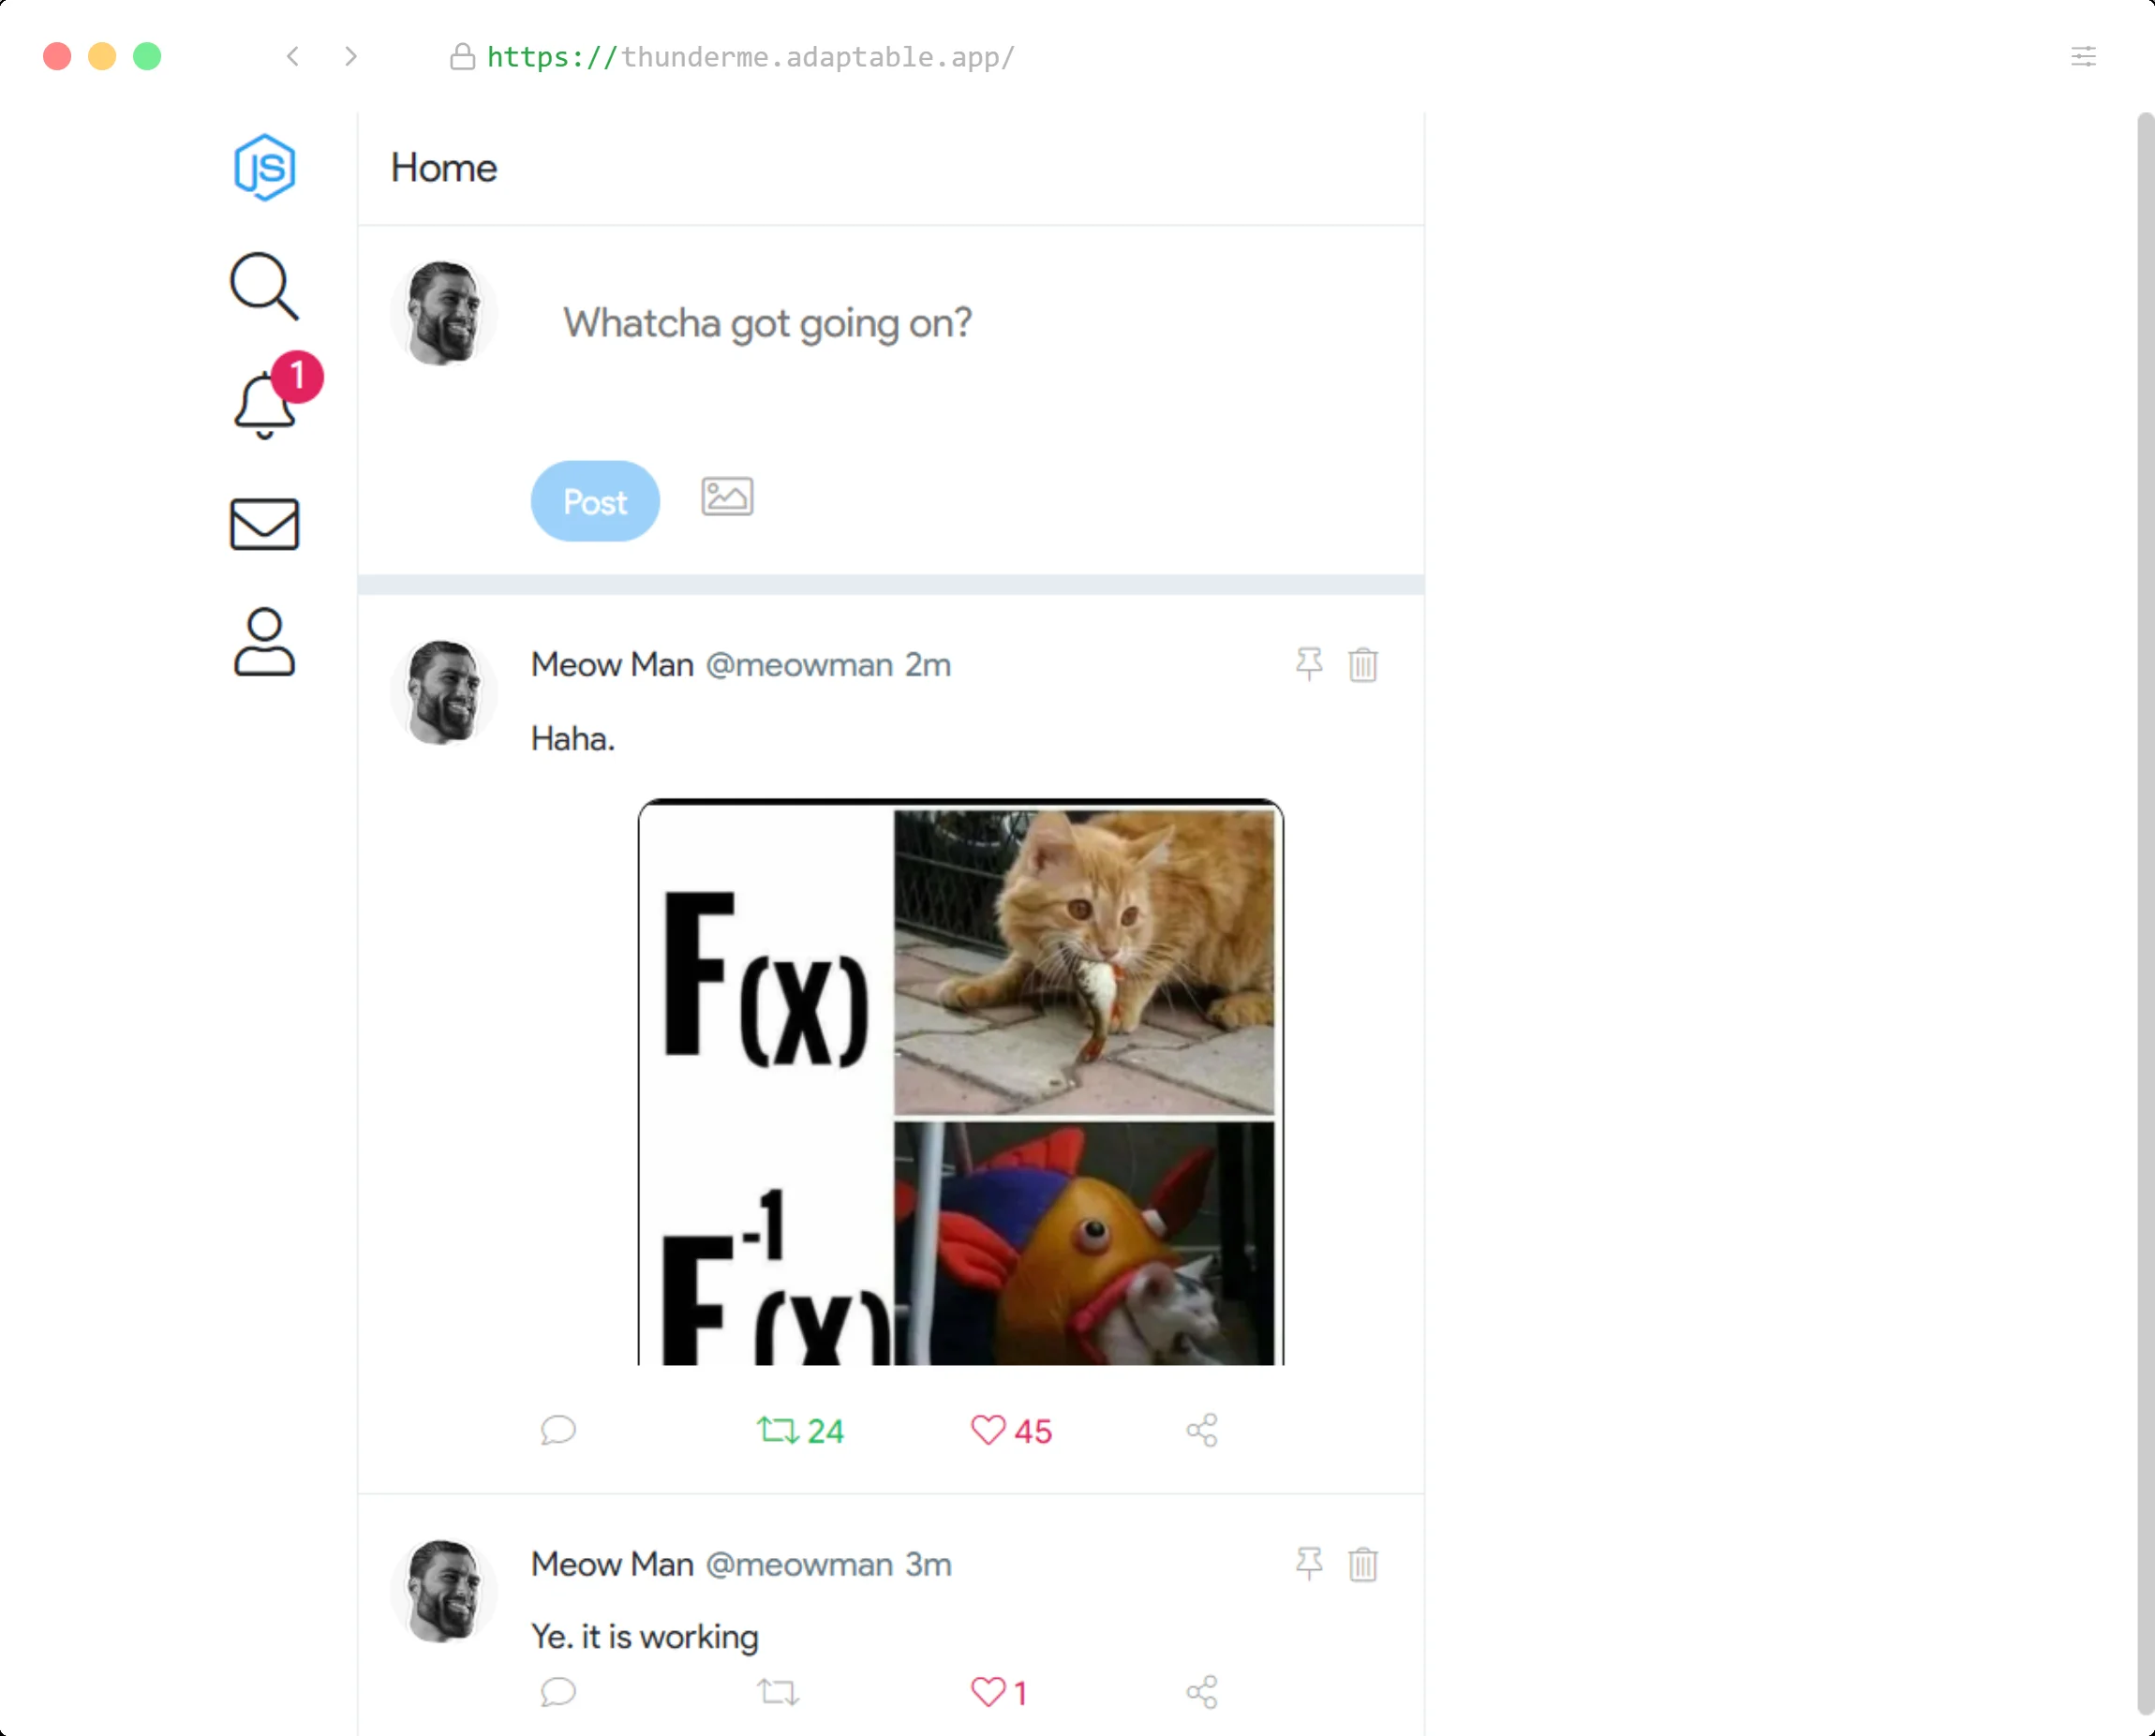 https://thunderme.adaptable.app/
JS
Home
1
Whatcha got going on?
Post
Meow Man @meowman 2m
Haha.
F(X)
F-1(X)
24
45
Meow Man @meowman 3m
Ye. it is working
1